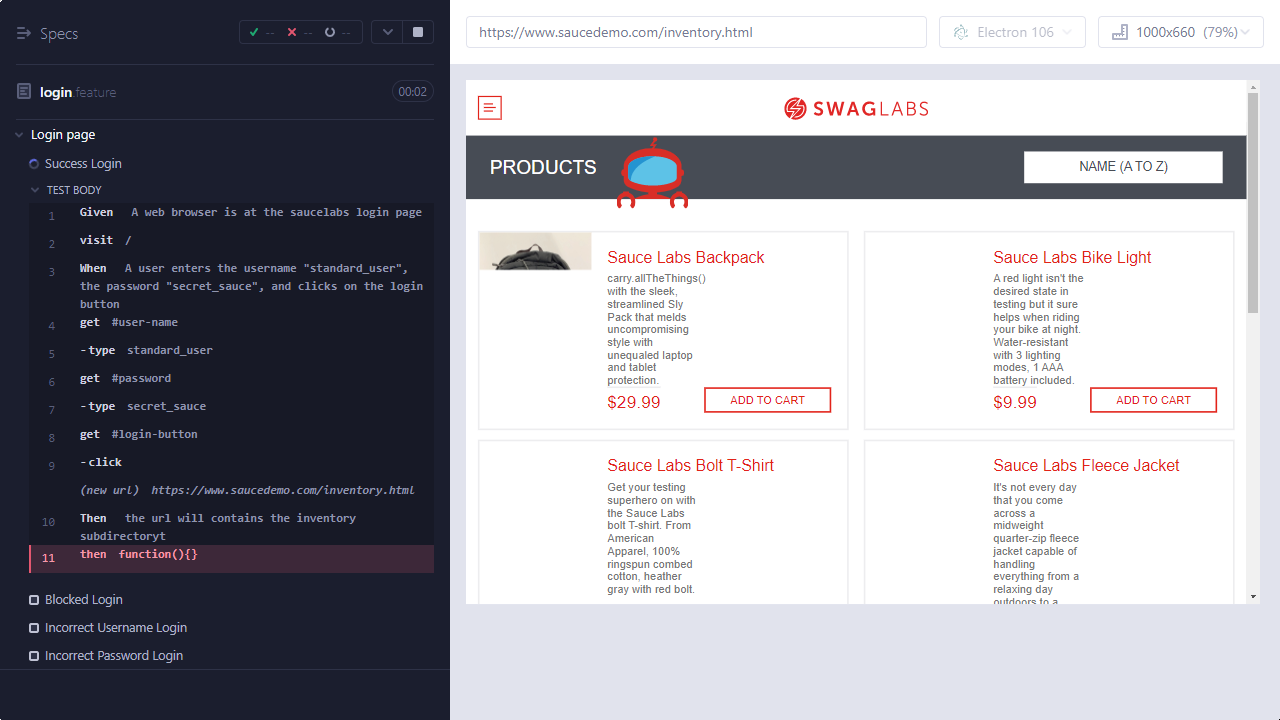 Specs
-- -- --
login.feature
00:02
Login page
Success Login
TEST BODY
1 Given A web browser is at the saucelabs login page
2 visit /
3 When A user enters the username "standard_user",
the password "secret_sauce", and clicks on the login
button
4 get #user-name
5 -type standard_user
6 get #password
7 -type secret_sauce
8 get #login-button
9 -click
(new url) https://www.saucedemo.com/inventory.html
10 Then the url will contains the inventory
subdirectoryt
11 then function(){}
Blocked Login
Incorrect Username Login
Incorrect Password Login
https://www.saucedemo.com/inventory.html
Electron 106
1000x660 (79%)
SWAGLABS
PRODUCTS
NAME (A TO Z)
Sauce Labs Backpack
carry.allTheThings()
with the sleek,
streamlined Sly
Pack that melds
uncompromising
style with
unequaled laptop
and tablet
protection.
$29.99
ADD TO CART
Sauce Labs Bike Light
A red light isn't the
desired state in
testing but it sure
helps when riding
your bike at night.
Water-resistant
with 3 lighting
modes, 1 AAA
battery included.
$9.99
ADD TO CART
Sauce Labs Bolt T-Shirt
Get your testing
superhero on with
the Sauce Labs
bolt T-shirt. From
American
Apparel, 100%
ringspun combed
cotton, heather
gray with red bolt.
Sauce Labs Fleece Jacket
It's not every day
that you come
across a
midweight
quarter-zip fleece
jacket capable of
handling
everything from a
relaxing day
outdoors to a